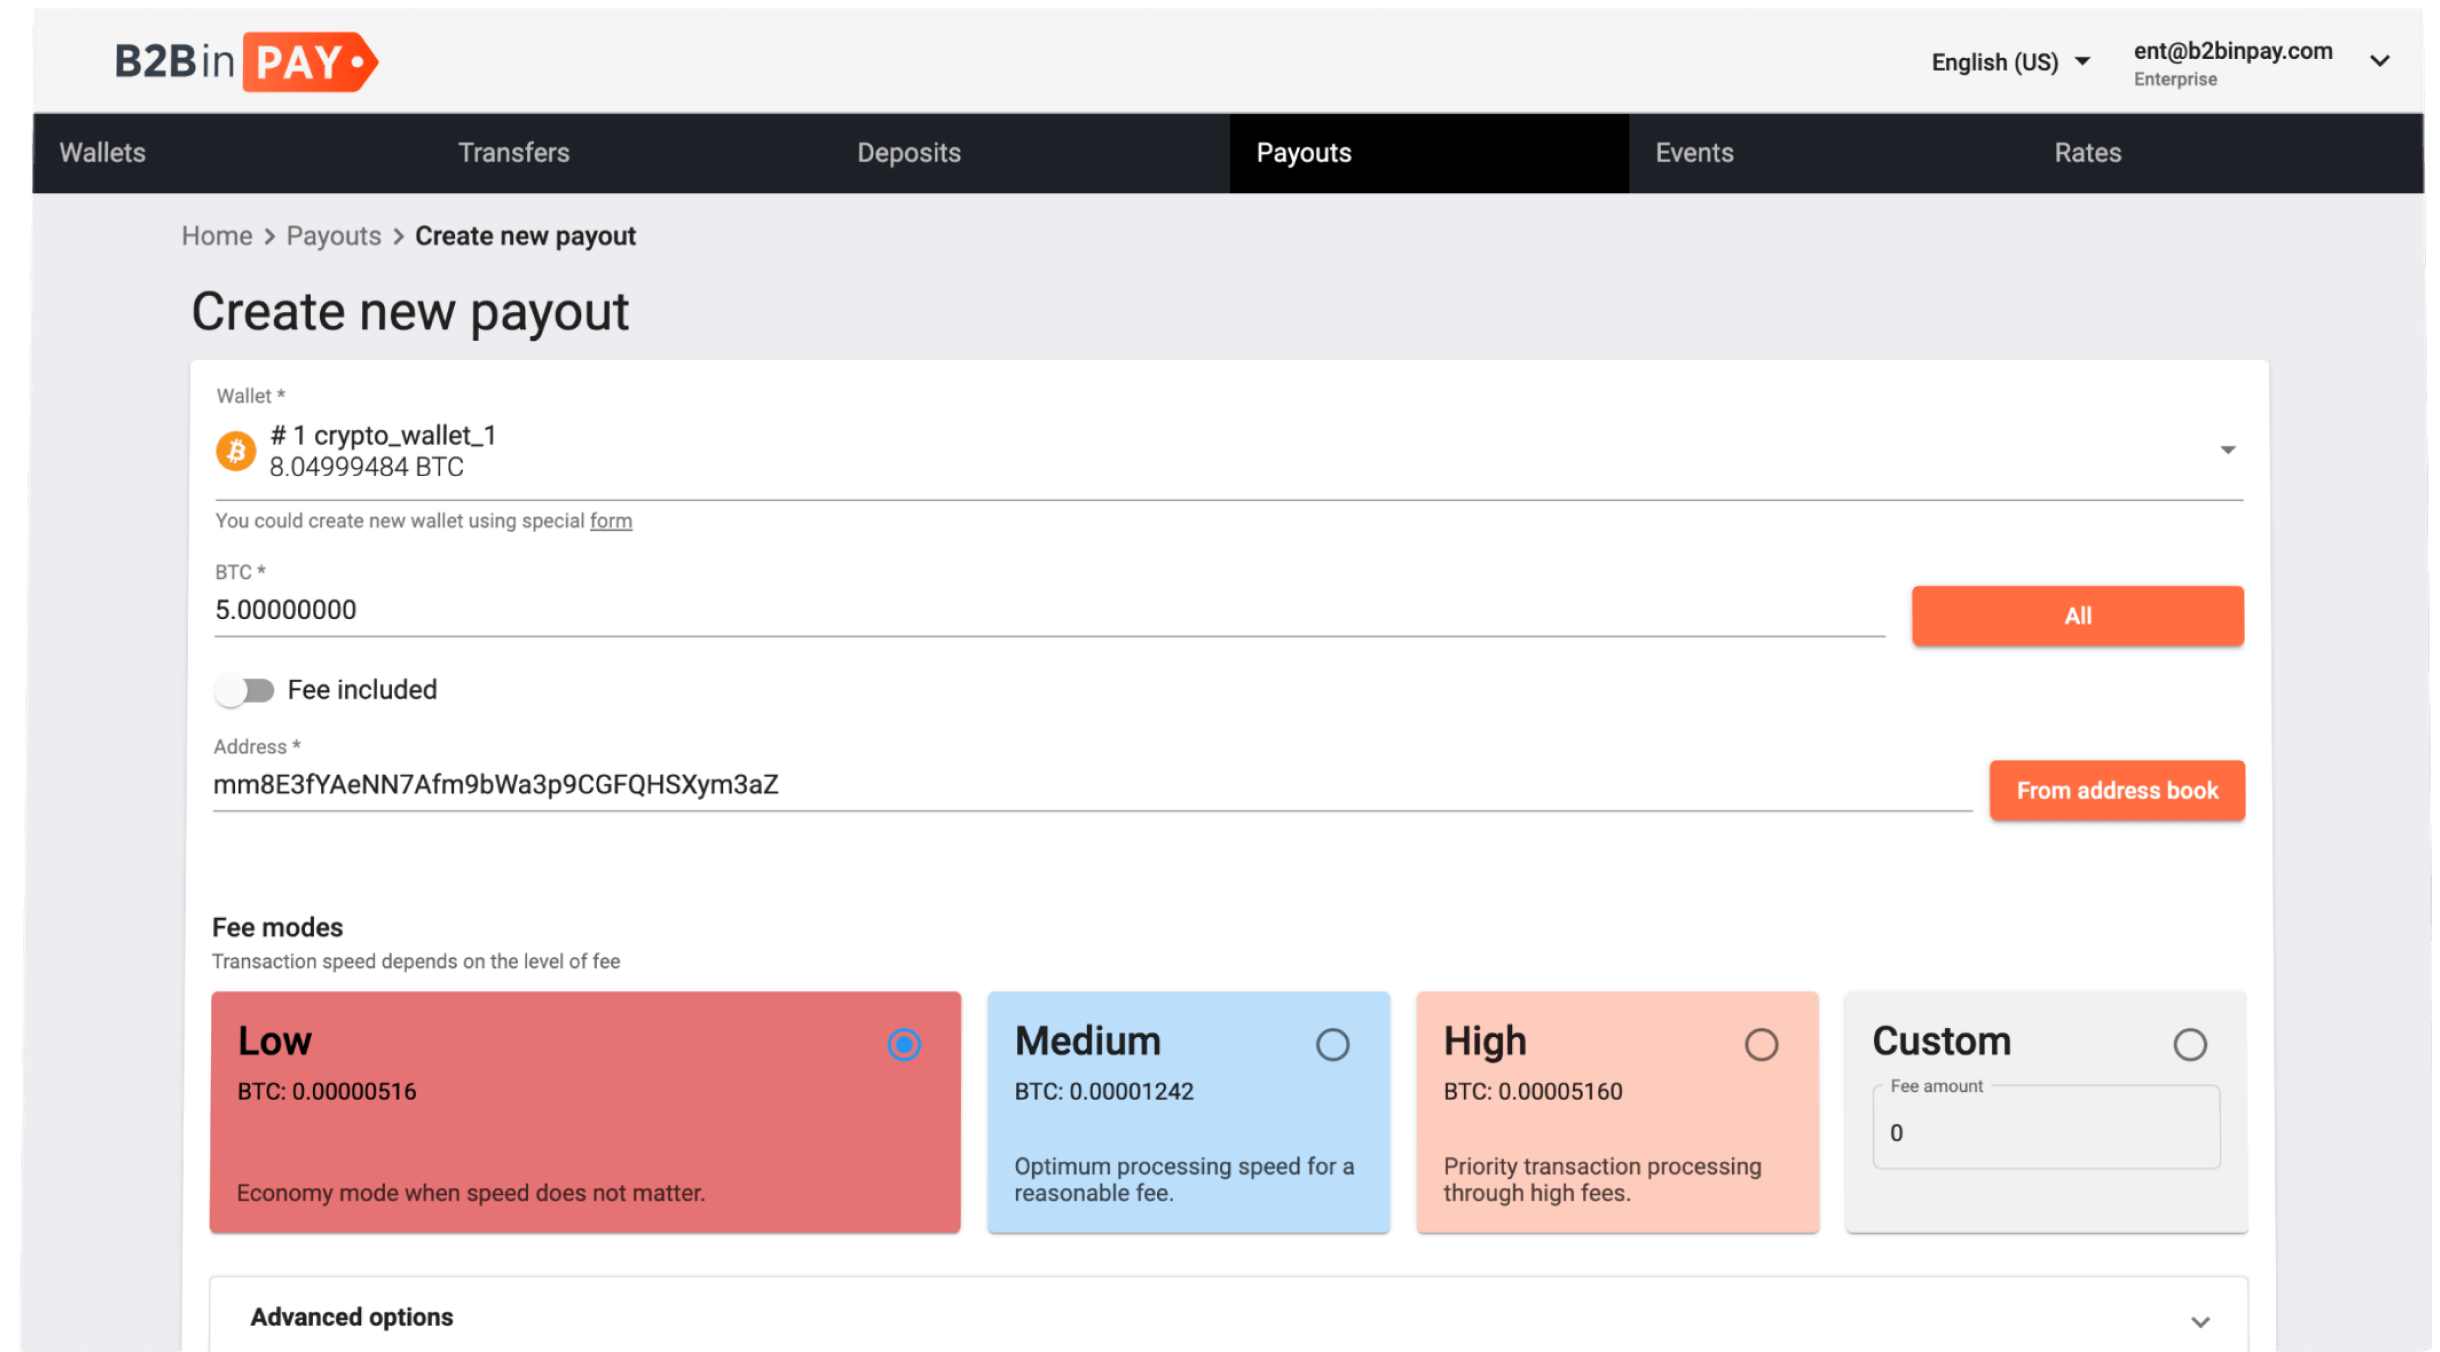 B2Bin PAY
English (US)
ent@b2binpay.com
Enterprise
Wallets Transfers Deposits Payouts Events Rates
Home > Payouts > Create new payout
Create new payout
Wallet *
# 1 crypto_wallet_1
8.04999484 BTC
You could create new wallet using special form
BTC *
5.00000000
All
Fee included
Address *
mm8E3fYAeNN7Afm9bWa3p9CGFQHSXym3aZ
From address book
Fee modes
Transaction speed depends on the level of fee
Low
BTC: 0.00000516
Economy mode when speed does not matter.
Medium
BTC: 0.00001242
Optimum processing speed for a
reasonable fee.
High
BTC: 0.00005160
Priority transaction processing
through high fees.
Custom
Fee amount
0
Advanced options